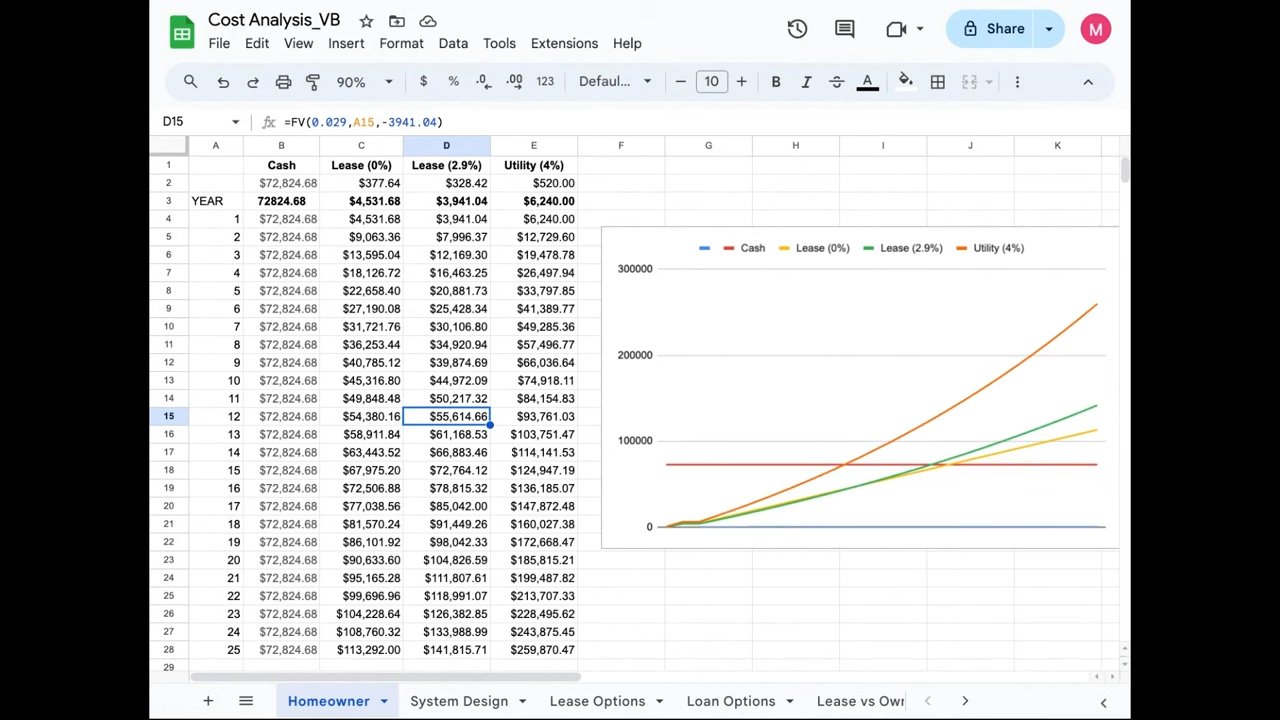 Cost Analysis_VB
File Edit View Insert Format Data Tools Extensions Help
Share
M
90% $ % .0 .00 123 Defaul... 10 B I A
D15 fx =FV(0.029,A15,-3941.04)
A B C D E F G H I J K
1 Cash Lease (0%) Lease (2.9%) Utility (4%)
2 $72,824.68 $377.64 $328.42 $520.00
3 YEAR 72824.68 $4,531.68 $3,941.04 $6,240.00
4 1 $72,824.68 $4,531.68 $3,941.04 $6,240.00
5 2 $72,824.68 $9,063.36 $7,996.37 $12,729.60
6 3 $72,824.68 $13,595.04 $12,169.30 $19,478.78
7 4 $72,824.68 $18,126.72 $16,463.25 $26,497.94
8 5 $72,824.68 $22,658.40 $20,881.73 $33,797.85
9 6 $72,824.68 $27,190.08 $25,428.34 $41,389.77
10 7 $72,824.68 $31,721.76 $30,106.80 $49,285.36
11 8 $72,824.68 $36,253.44 $34,920.94 $57,496.77
12 9 $72,824.68 $40,785.12 $39,874.69 $66,036.64
13 10 $72,824.68 $45,316.80 $44,972.09 $74,918.11
14 11 $72,824.68 $49,848.48 $50,217.32 $84,154.83
15 12 $72,824.68 $54,380.16 $55,614.66 $93,761.03
16 13 $72,824.68 $58,911.84 $61,168.53 $103,751.47
17 14 $72,824.68 $63,443.52 $66,883.46 $114,141.53
18 15 $72,824.68 $67,975.20 $72,764.12 $124,947.19
19 16 $72,824.68 $72,506.88 $78,815.32 $136,185.07
20 17 $72,824.68 $77,038.56 $85,042.00 $147,872.48
21 18 $72,824.68 $81,570.24 $91,449.26 $160,027.38
22 19 $72,824.68 $86,101.92 $98,042.33 $172,668.47
23 20 $72,824.68 $90,633.60 $104,826.59 $185,815.21
24 21 $72,824.68 $95,165.28 $111,807.61 $199,487.82
25 22 $72,824.68 $99,696.96 $118,991.07 $213,707.33
26 23 $72,824.68 $104,228.64 $126,382.85 $228,495.62
27 24 $72,824.68 $108,760.32 $133,988.99 $243,875.45
28 25 $72,824.68 $113,292.00 $141,815.71 $259,870.47
29
Cash Lease (0%) Lease (2.9%) Utility (4%)
300000
200000
100000
0
Homeowner System Design Lease Options Loan Options Lease vs Owr